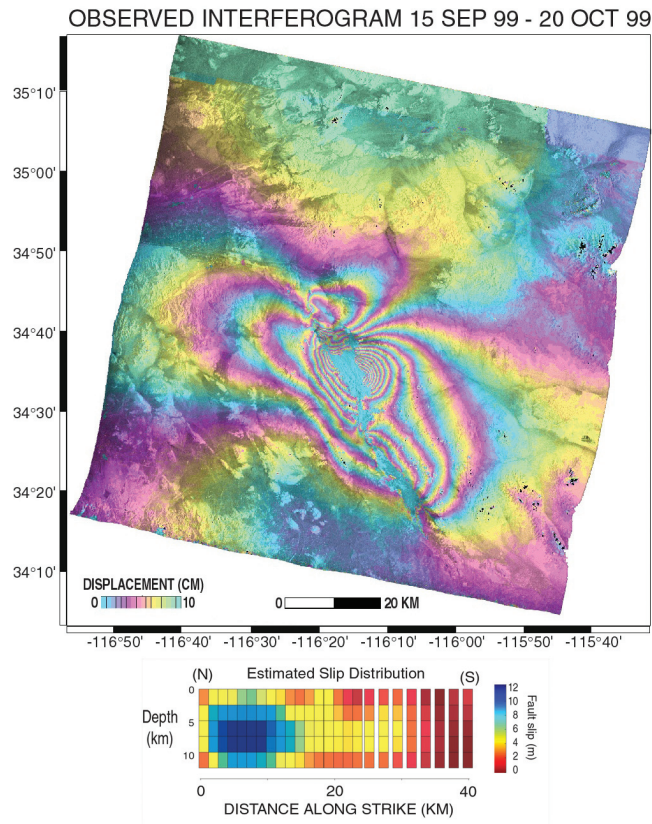 OBSERVED INTERFEROGRAM 15 SEP 99 - 20 OCT 99
35°10'
35°00'
34°50'
34°40'
34°30'
34°20'
34°10'
DISPLACEMENT (CM)
0 10
0 20 KM
-116°50' -116°40' -116°30' -116°20' -116°10' -116°00' -115°50' -115°40'
(N) Estimated Slip Distribution (S)
Depth
(km)
0
5
10
12
10
8
6
4
2
0
Fault slip (m)
0 20 40
DISTANCE ALONG STRIKE (KM)